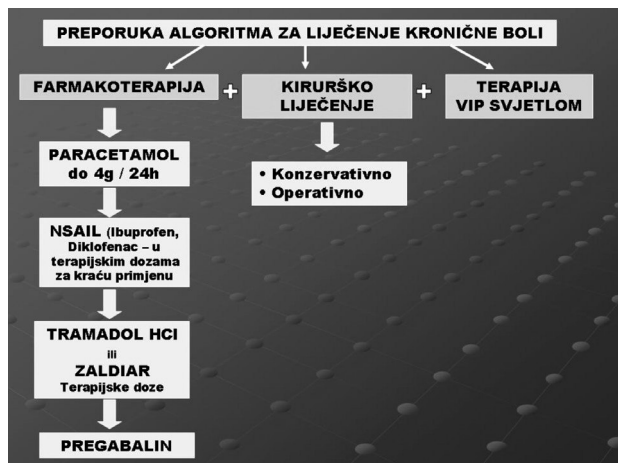 PREPORUKA ALGORITMA ZA LIJEČENJE KRONIČNE BOLI
FARMAKOTERAPIJA
+
KIRURŠKO
LIJEČENJE
+
TERAPIJA
VIP SVJETLOM
PARACETAMOL
do 4g / 24h
• Konzervativno
• Operativno
NSAIL (Ibuprofen,
Diklofenac – u
terapijskim dozama
za kraću primjenu
TRAMADOL HCl
ili
ZALDIAR
Terapijske doze
PREGABALIN